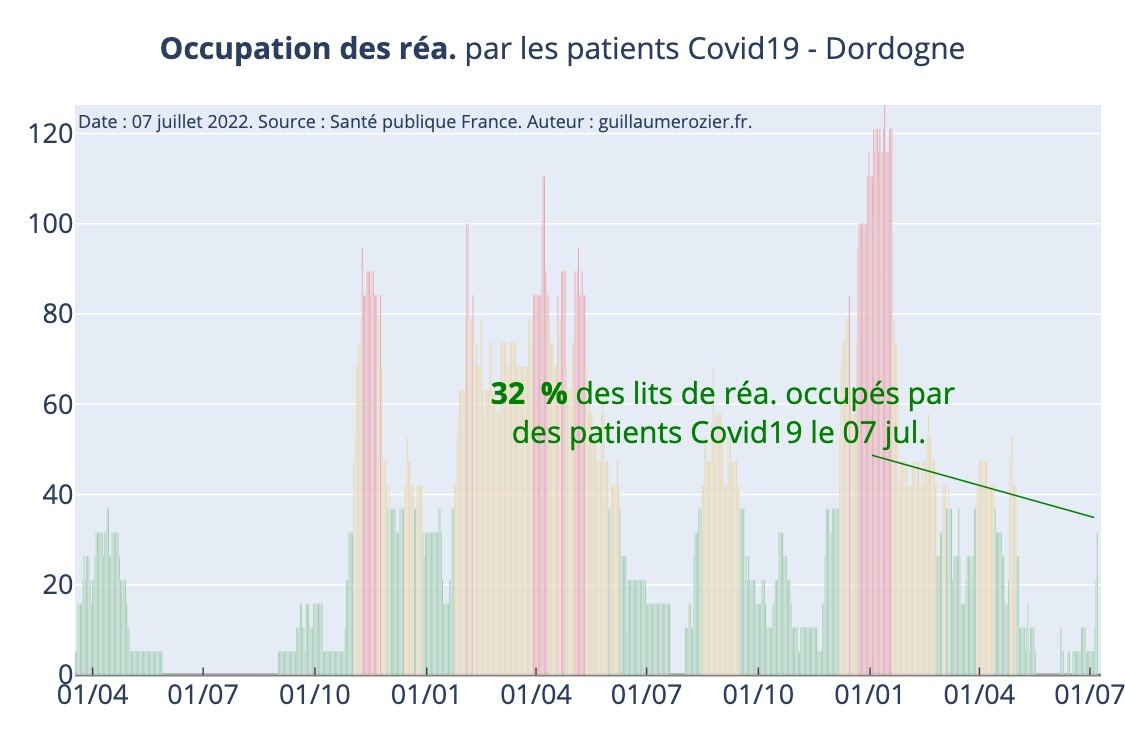 Occupation des réa. par les patients Covid19 - Dordogne
Date : 07 juillet 2022. Source : Santé publique France. Auteur : guillaumerozier.fr.
120
100
80
60
40
20
0
32  % des lits de réa. occupés par
des patients Covid19 le 07 jul.
01/04 01/07 01/10 01/01 01/04 01/07 01/10 01/01 01/04 01/07